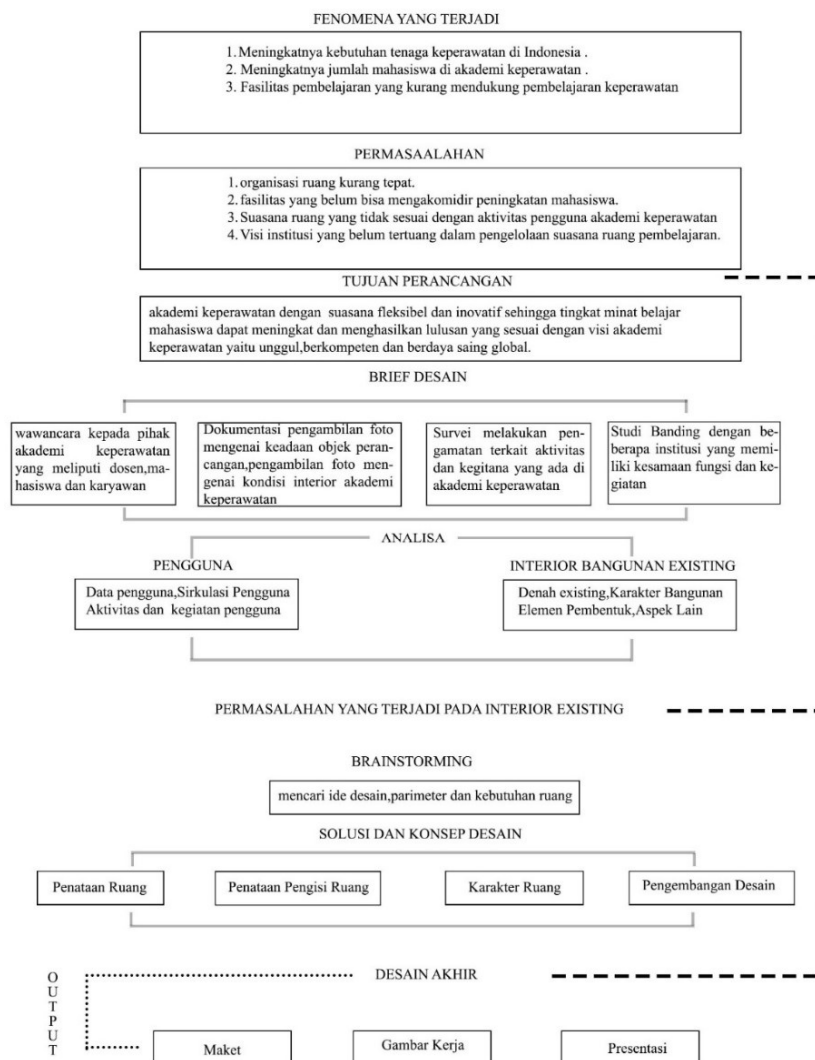 FENOMENA YANG TERJADI
1. Meningkatnya kebutuhan tenaga keperawatan di Indonesia .
2. Meningkatnya jumlah mahasiswa di akademi keperawatan .
3. Fasilitas pembelajaran yang kurang mendukung pembelajaran keperawatan
PERMASAALAHAN
1. organisasi ruang kurang tepat.
2. fasilitas yang belum bisa mengakomidir peningkatan mahasiswa.
3. Suasana ruang yang tidak sesuai dengan aktivitas pengguna akademi keperawatan
4. Visi institusi yang belum tertuang dalam pengelolaan suasana ruang pembelajaran.
TUJUAN PERANCANGAN
akademi keperawatan dengan suasana fleksibel dan inovatif sehingga tingkat minat belajar
mahasiswa dapat meningkat dan menghasilkan lulusan yang sesuai dengan visi akademi
keperawatan yaitu unggul,berkompeten dan berdaya saing global.
BRIEF DESAIN
wawancara kepada pihak
akademi keperawatan
yang meliputi dosen,ma-
hasiswa dan karyawan
Dokumentasi pengambilan foto
mengenai keadaan objek peran-
cangan,pengambilan foto men-
genai kondisi interior akademi
keperawatan
Survei melakukan pen-
gamatan terkait aktivitas
dan kegitana yang ada di
akademi keperawatan
Studi Banding dengan be-
berapa institusi yang memi-
liki kesamaan fungsi dan ke-
giatan
ANALISA
PENGGUNA
Data pengguna,Sirkulasi Pengguna
Aktivitas dan kegiatan pengguna
INTERIOR BANGUNAN EXISTING
Denah existing,Karakter Bangunan
Elemen Pembentuk,Aspek Lain
PERMASALAHAN YANG TERJADI PADA INTERIOR EXISTING
BRAINSTORMING
mencari ide desain,parimeter dan kebutuhan ruang
SOLUSI DAN KONSEP DESAIN
Penataan Ruang
Penataan Pengisi Ruang
Karakter Ruang
Pengembangan Desain
OUTPUT
DESAIN AKHIR
Maket
Gambar Kerja
Presentasi